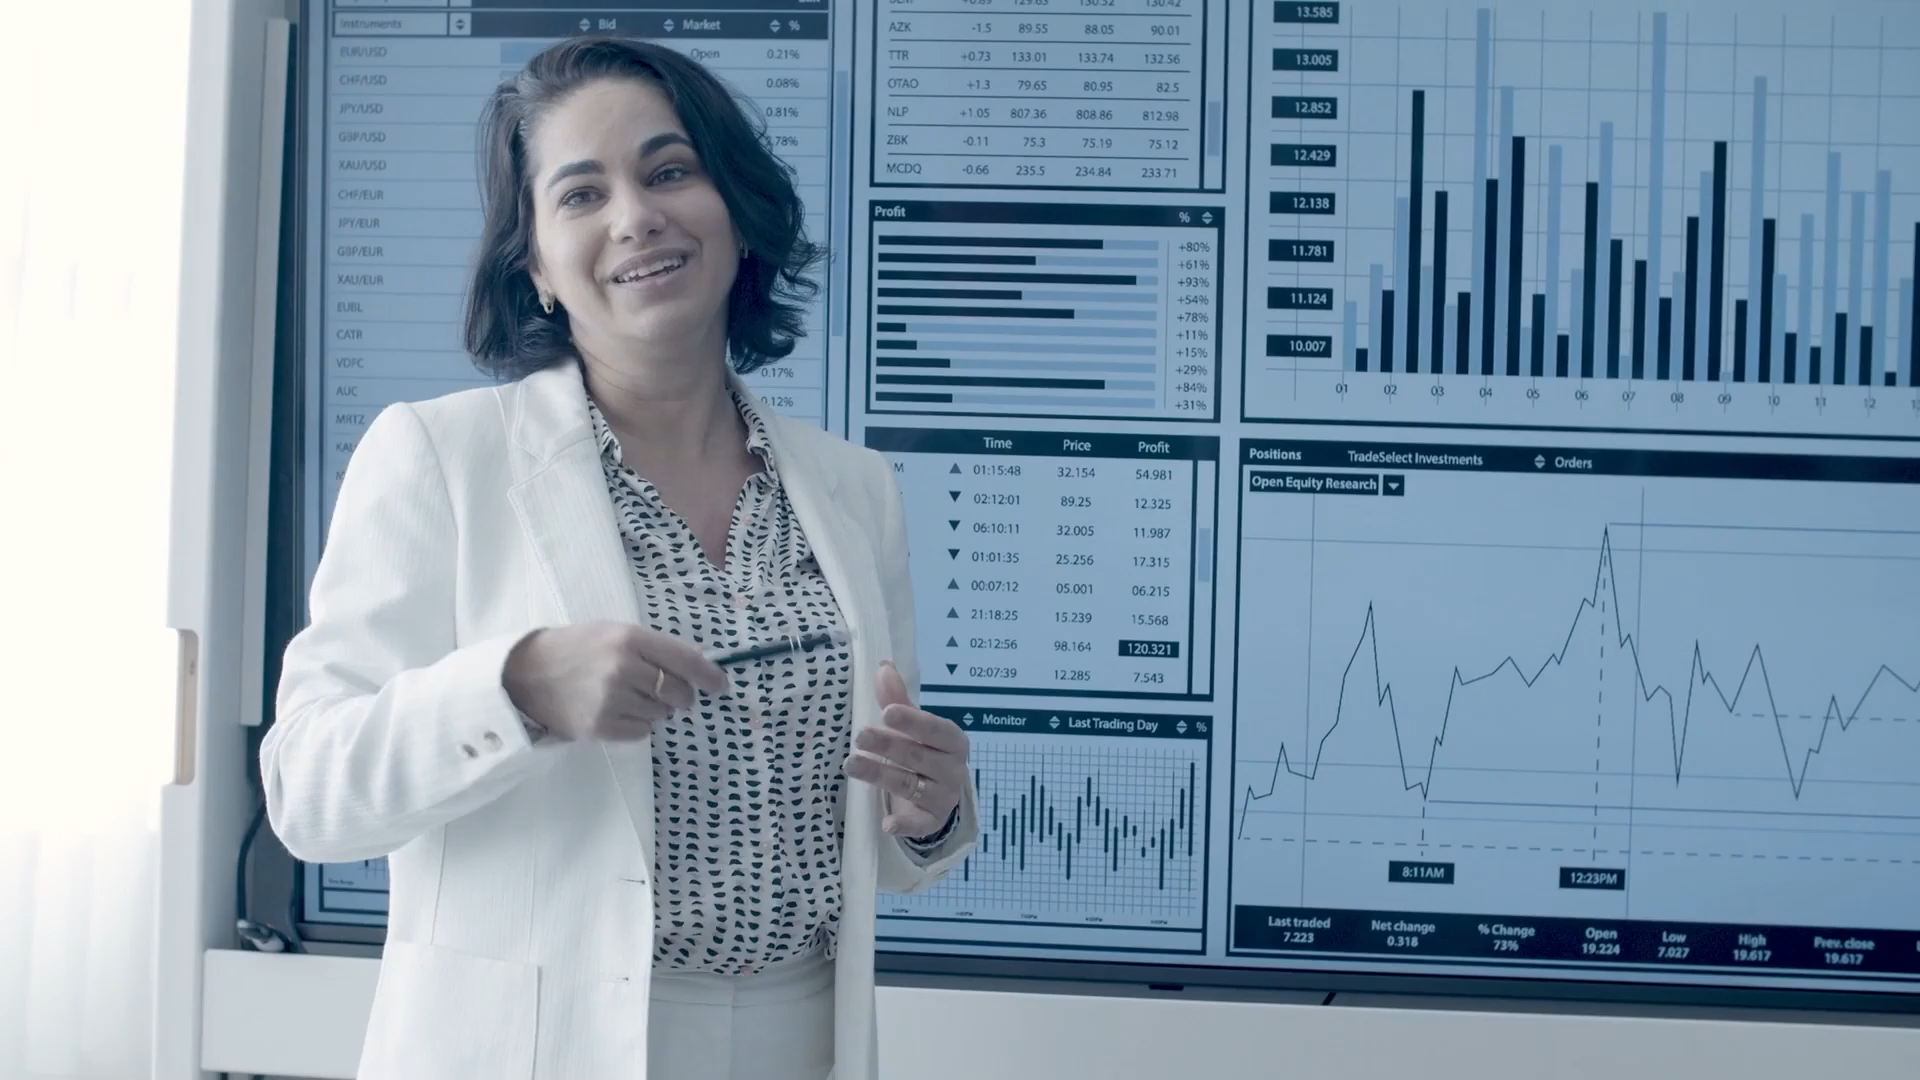 Instruments Bid Market %
EUR/USD Open 0.21%
CHF/USD 0.08%
JPY/USD 0.81%
GBP/USD
XAU/USD
CHF/EUR
JPY/EUR
GBP/EUR
XAU/EUR
EUBL
CATR
VDFC 0.17%
AUC 0.12%
MRTZ
AZK -1.5 89.55 88.05 90.01
TTR +0.73 133.01 133.74 132.56
OTAO +1.3 79.65 80.95 82.5
NLP +1.05 807.36 808.86 812.98
ZBK -0.11 75.3 75.19 75.12
MCDQ -0.66 235.5 234.84 233.71
Profit %
+80%
+61%
+93%
+54%
+78%
+11%
+15%
+29%
+84%
+31%
Time Price Profit
M 01:15:48 32.154 54.981
02:12:01 89.25 12.325
06:10:11 32.005 11.987
01:01:35 25.256 17.315
00:07:12 05.001 06.215
21:18:25 15.239 15.568
02:12:56 98.164 120.321
02:07:39 12.285 7.543
Monitor Last Trading Day %
13.585
13.005
12.852
12.429
12.138
11.781
11.124
10.007
01 02 03 04 05 06 07 08 09 10 11 12
Positions TradeSelect Investments Orders
Open Equity Research
8:11AM 12:23PM
Last traded Net change % Change Open Low High Prev. close
7.223 0.318 73% 19.224 7.027 19.617 19.617